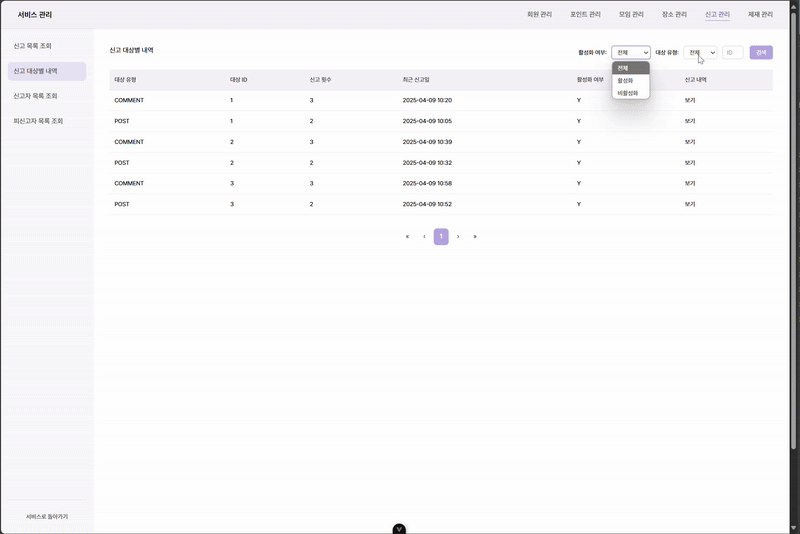 서비스 관리
회원 관리 포인트 관리 모임 관리 장소 관리 신고 관리 제재 관리
신고 목록 조회
신고 대상별 내역
신고자 목록 조회
피신고자 목록 조회
서비스로 돌아가기
신고 대상별 내역
활성화 여부: 전체 대상 유형: 전체 ID 검색
전체
활성화
비활성화
대상 유형 대상 ID 신고 횟수 최근 신고일 활성화 여부 신고 내역
COMMENT 1 3 2025-04-09 10:20 Y 보기
POST 1 2 2025-04-09 10:05 Y 보기
COMMENT 2 3 2025-04-09 10:39 Y 보기
POST 2 2 2025-04-09 10:32 Y 보기
COMMENT 3 3 2025-04-09 10:58 Y 보기
POST 3 2 2025-04-09 10:52 Y 보기
« ‹ 1 › »